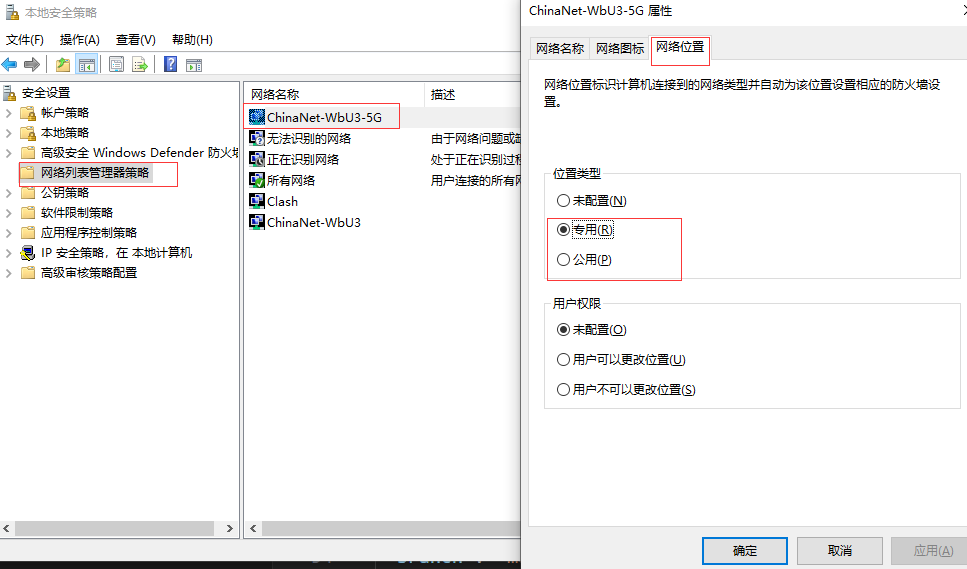 本地安全策略
文件(F) 操作(A) 查看(V) 帮助(H)
安全设置
帐户策略
本地策略
高级安全 Windows Defender 防火
网络列表管理器策略
公钥策略
软件限制策略
应用程序控制策略
IP 安全策略，在 本地计算机
高级审核策略配置
网络名称 描述
ChinaNet-WbU3-5G
无法识别的网络 由于网络问题或
正在识别网络 处于正在识别过
所有网络 用户连接的所有
Clash
ChinaNet-WbU3
ChinaNet-WbU3-5G 属性
网络名称 网络图标 网络位置
网络位置标识计算机连接到的网络类型并自动为该位置设置相应的防火墙设
置。
位置类型
未配置(N)
专用(R)
公用(P)
用户权限
未配置(O)
用户可以更改位置(U)
用户不可以更改位置(S)
确定 取消 应用(A)